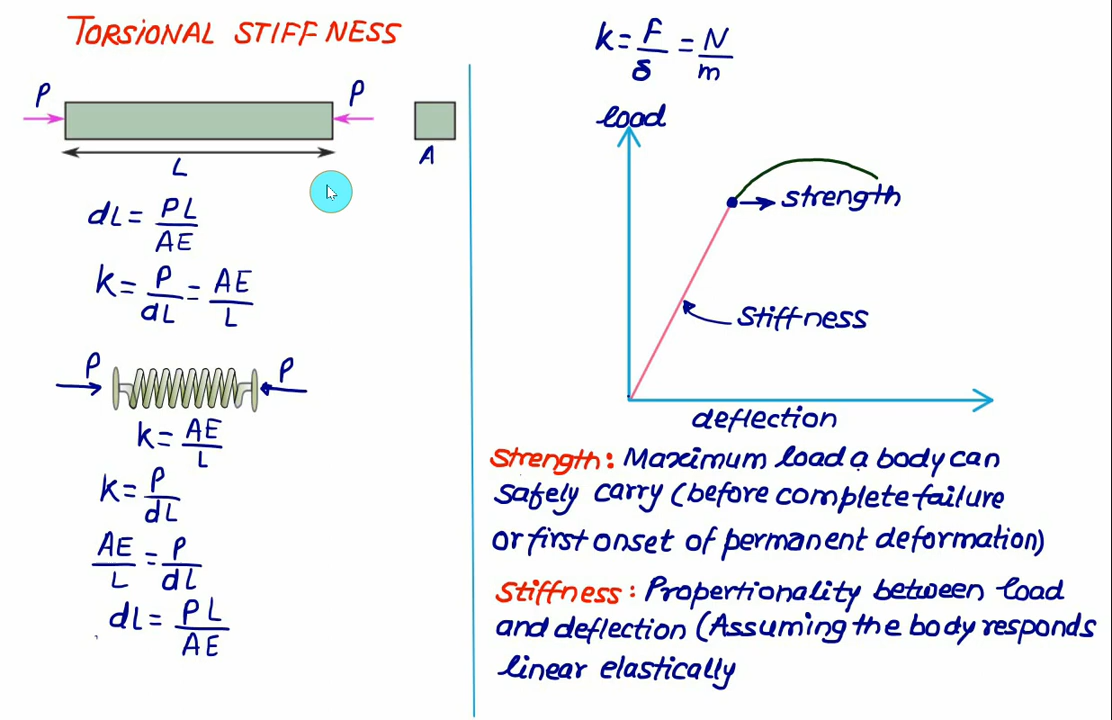 TORSIONAL STIFFNESS
P P
L
A
dL = PL/AE
k = P/dL = AE/L
P P
k = AE/L
k = P/dL
AE/L = P/dL
dL = PL/AE
k = F/δ = N/m
load
strength
Stiffness
deflection
Strength: Maximum load a body can
safely carry (before complete failure
or first onset of permanent deformation)
Stiffness: Proportionality between load
and deflection (Assuming the body responds
linear elastically